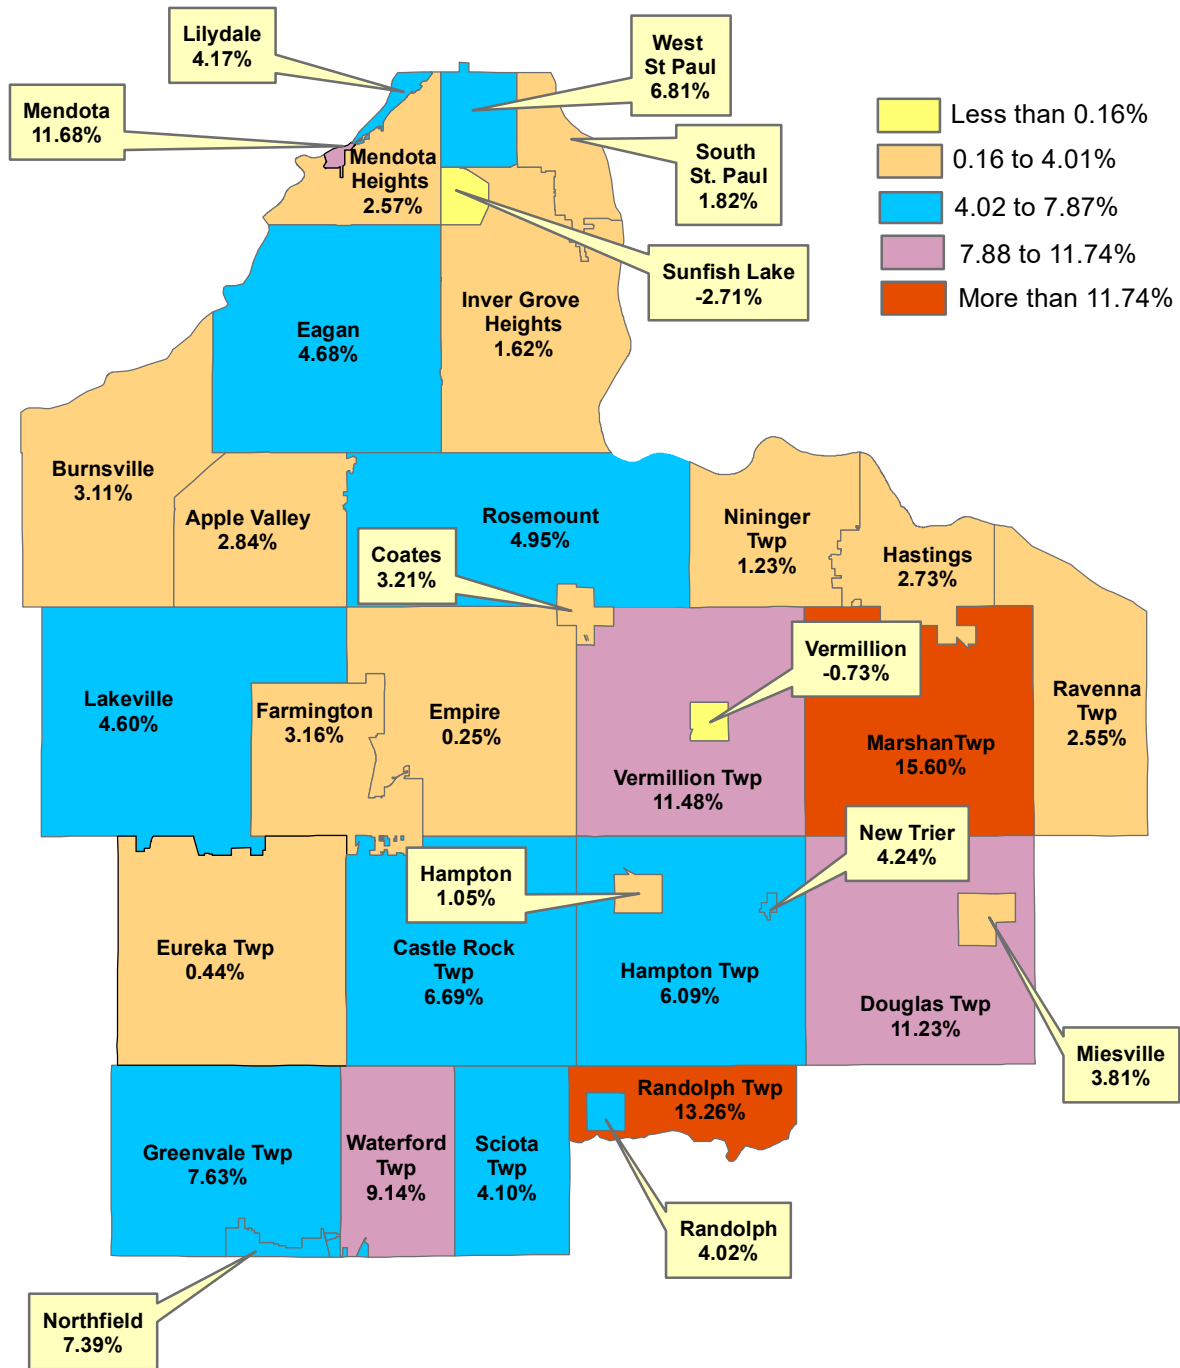 Lilydale
4.17%
West
St Paul
6.81%
Mendota
11.68%
Less than 0.16%
0.16 to 4.01%
4.02 to 7.87%
7.88 to 11.74%
More than 11.74%
South
St. Paul
1.82%
Mendota
Heights
2.57%
Sunfish Lake
-2.71%
Inver Grove
Heights
1.62%
Eagan
4.68%
Burnsville
3.11%
Apple Valley
2.84%
Rosemount
4.95%
Coates
3.21%
Nininger
Twp
1.23%
Hastings
2.73%
Vermillion
-0.73%
Lakeville
4.60%
Farmington
3.16%
Empire
0.25%
Ravenna
Twp
2.55%
MarshanTwp
15.60%
Vermillion Twp
11.48%
New Trier
4.24%
Hampton
1.05%
Eureka Twp
0.44%
Castle Rock
Twp
6.69%
Hampton Twp
6.09%
Douglas Twp
11.23%
Miesville
3.81%
Randolph Twp
13.26%
Greenvale Twp
7.63%
Waterford
Twp
9.14%
Sciota
Twp
4.10%
Randolph
4.02%
Northfield
7.39%